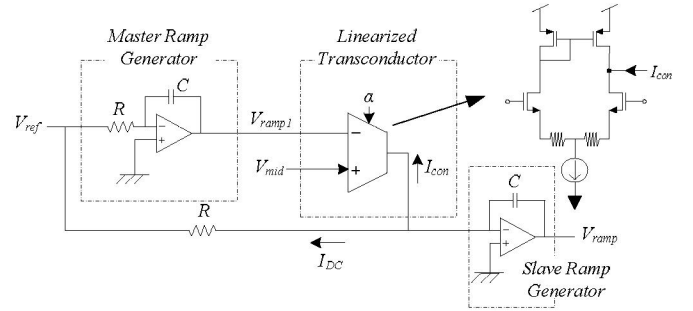 Master Ramp
Generator
Linearized
Transconductor
C
R
α
I_con
V_ref
V_ramp1
−
+
−
+
V_mid
I_con
C
R
−
+
V_ramp
I_DC
Slave Ramp
Generator